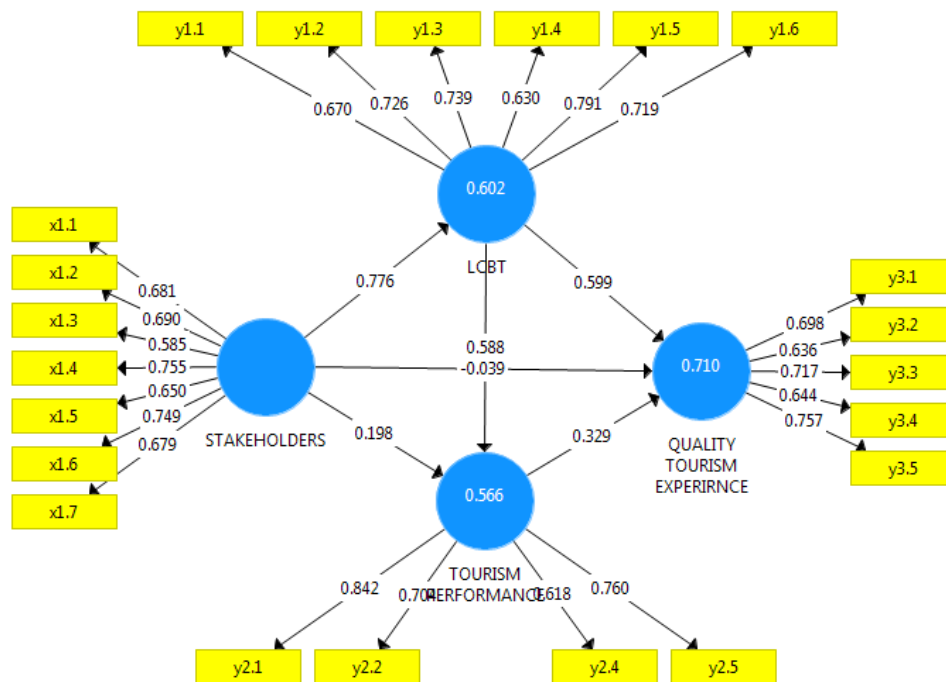 y1.1 y1.2 y1.3 y1.4 y1.5 y1.6
0.670 0.726 0.739 0.630 0.791 0.719
0.602
LCBT
x1.1
x1.2
x1.3
x1.4
x1.5
x1.6
x1.7
0.681
0.690
0.585
0.755
0.650
0.749
0.679
STAKEHOLDERS
0.776
0.599
0.588
-0.039
0.198
0.329
0.710
QUALITY
TOURISM
EXPERIRNCE
0.698
0.636
0.717
0.644
0.757
y3.1
y3.2
y3.3
y3.4
y3.5
0.566
TOURISM
PERFORMANCE
0.842 0.704 0.618 0.760
y2.1 y2.2 y2.4 y2.5